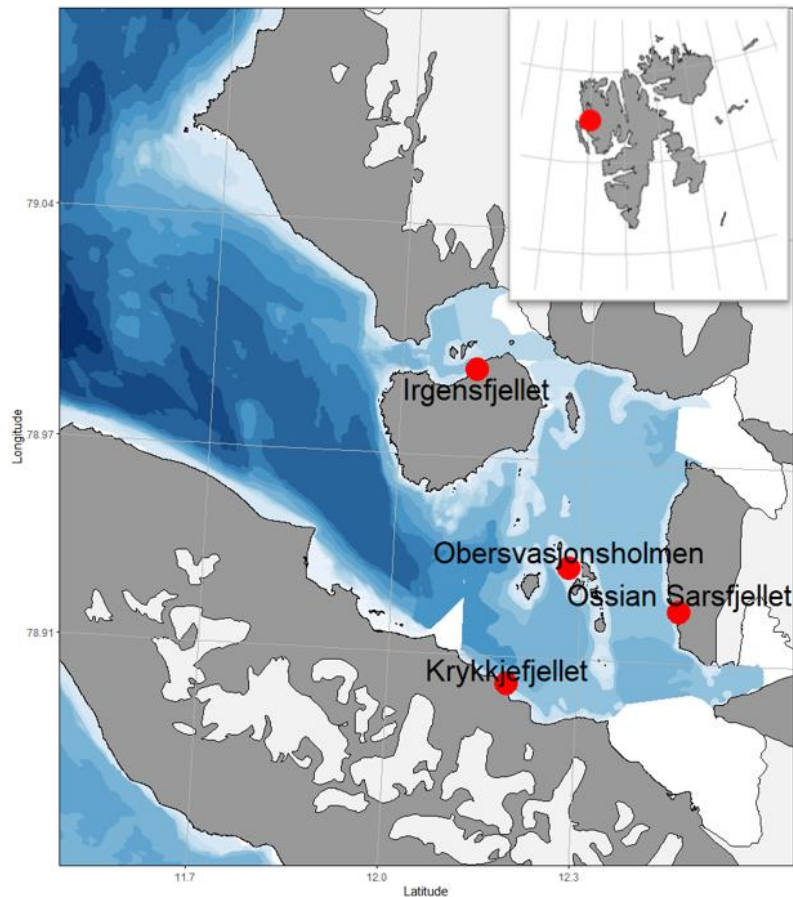 79.04
Irgensfjellet
Longitude
78.97
Obersvasjonsholmen
Ossian Sarsfjellet
78.91
Krykkjefjellet
11.7
12.0
12.3
Latitude